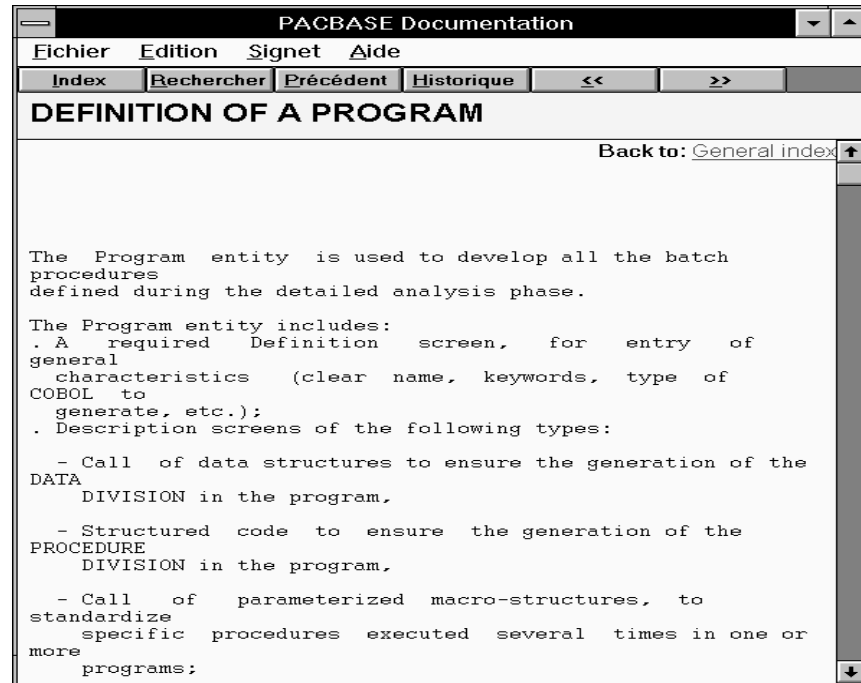 PACBASE Documentation
Fichier Edition Signet Aide
Index Rechercher Précédent Historique << >>
DEFINITION OF A PROGRAM
Back to: General index
The Program entity is used to develop all the batch
procedures
defined during the detailed analysis phase.
The Program entity includes:
. A required Definition screen, for entry of
general
characteristics (clear name, keywords, type of
COBOL to
generate, etc.);
. Description screens of the following types:
- Call of data structures to ensure the generation of the
DATA
DIVISION in the program,
- Structured code to ensure the generation of the
PROCEDURE
DIVISION in the program,
- Call of parameterized macro-structures, to
standardize
specific procedures executed several times in one or
more
programs;